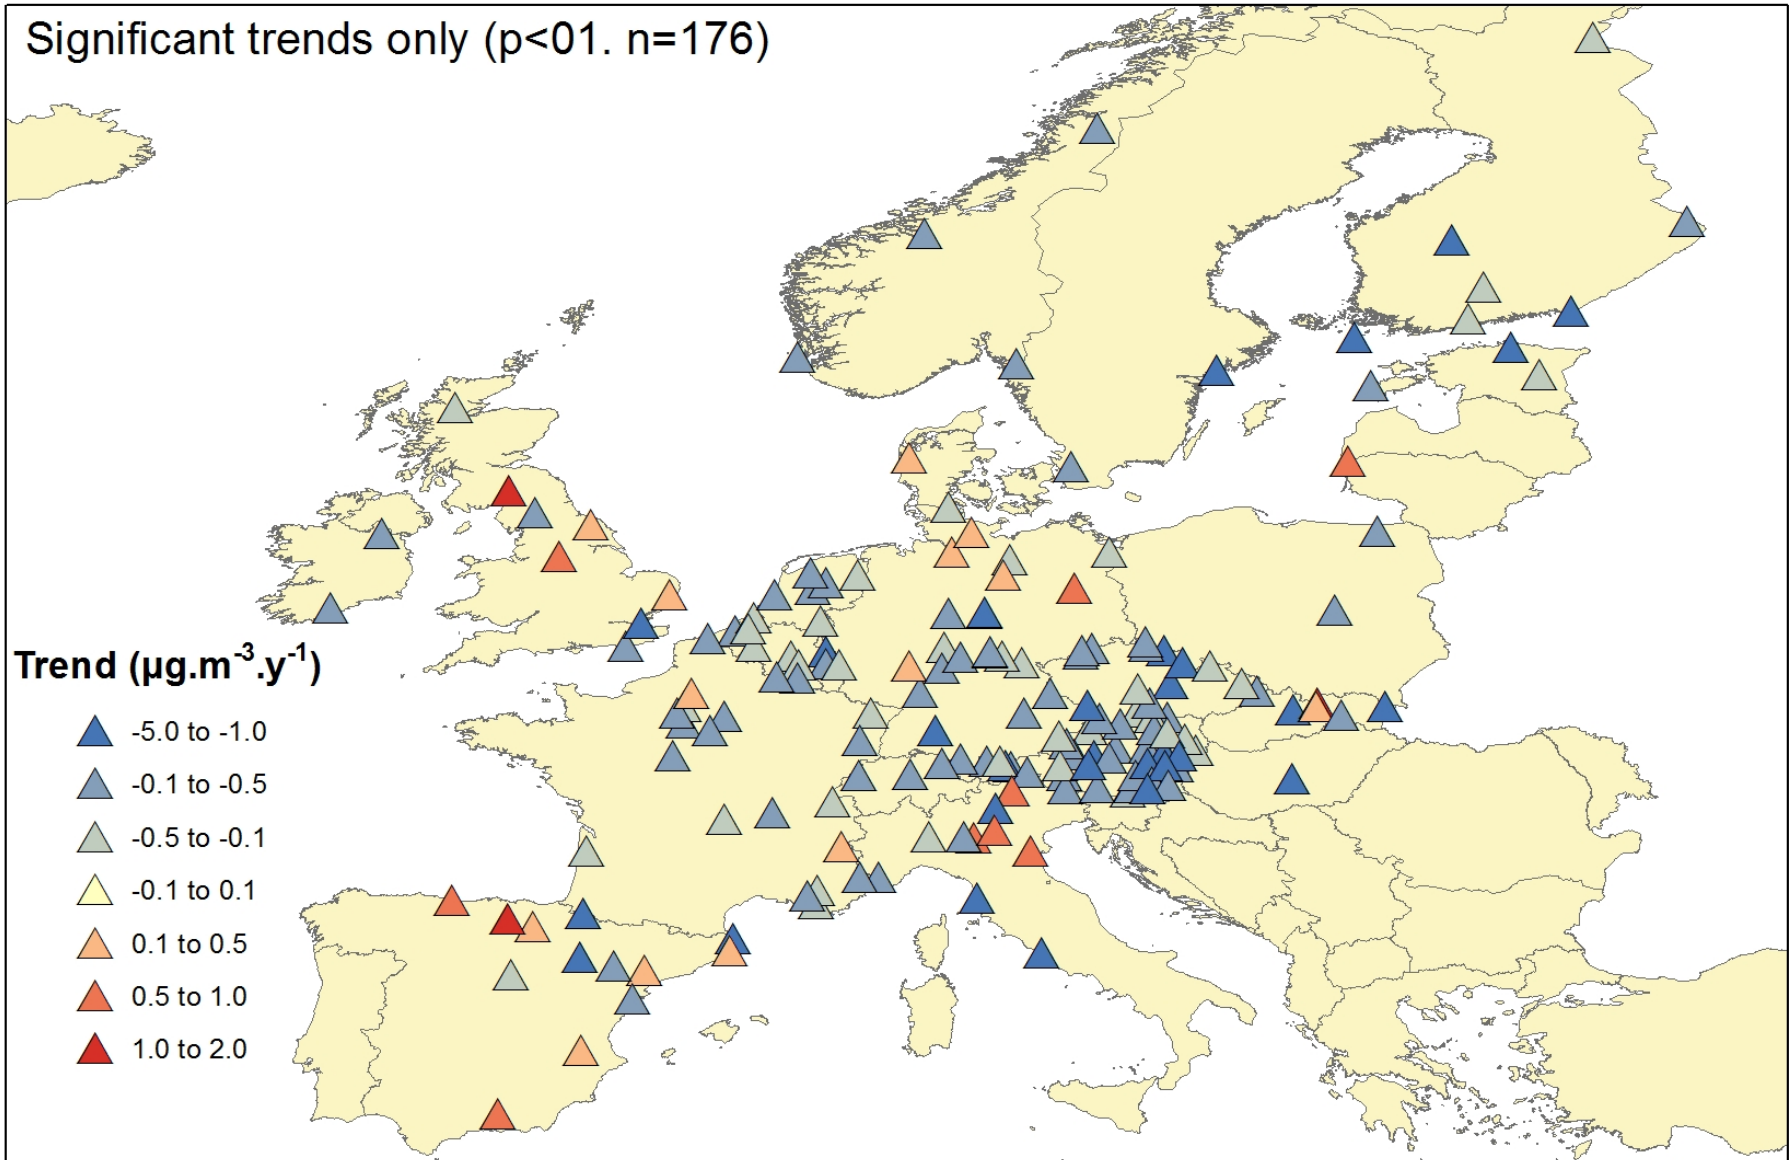 Significant trends only (p<01. n=176)
Trend (µg.m⁻³.y⁻¹)
-5.0 to -1.0
-0.1 to -0.5
-0.5 to -0.1
-0.1 to 0.1
0.1 to 0.5
0.5 to 1.0
1.0 to 2.0